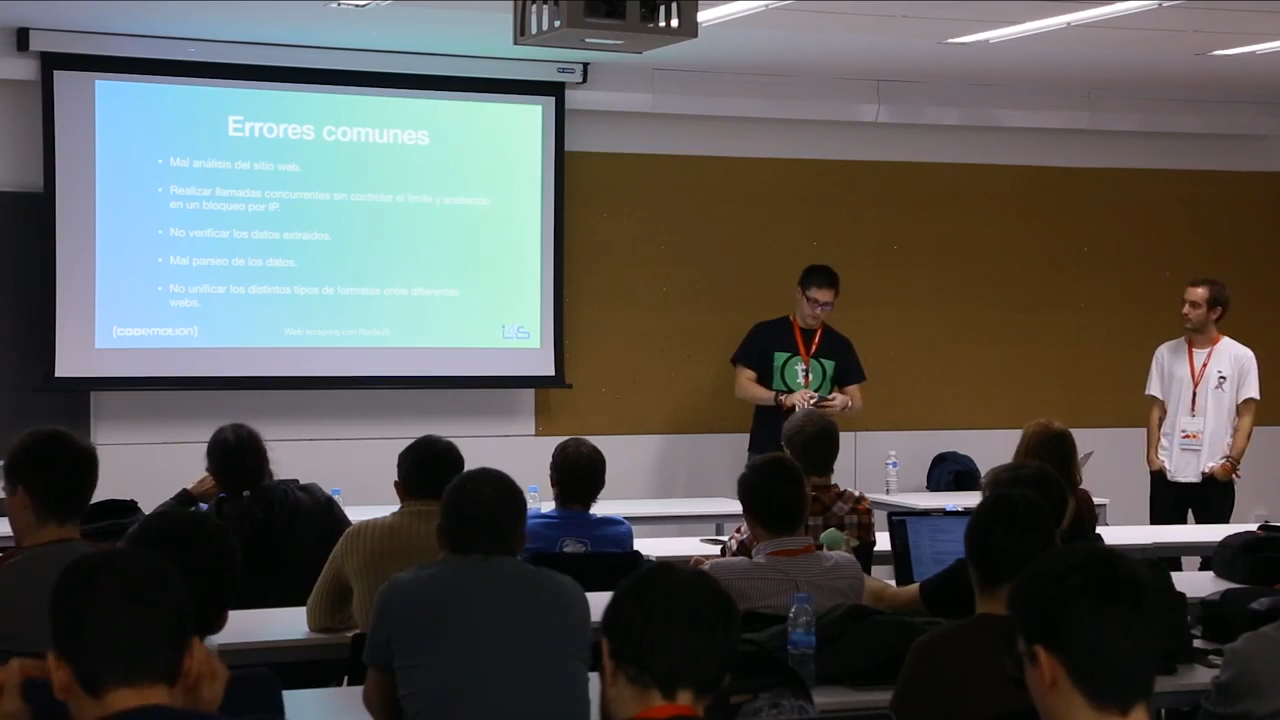 Errores comunes
• Mal análisis del sitio web.
• Realizar llamadas concurrentes sin controlar el límite y acabando
en un bloqueo por IP.
• No verificar los datos extraídos.
• Mal parseo de los datos.
• No unificar los distintos tipos de formatos entre diferentes
webs.
{codemotion}
Web scraping con NodeJS